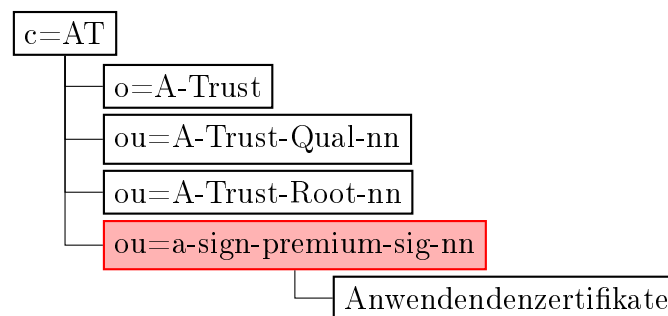 c=AT
o=A-Trust
ou=A-Trust-Qual-nn
ou=A-Trust-Root-nn
ou=a-sign-premium-sig-nn
Anwendendenzertifikate